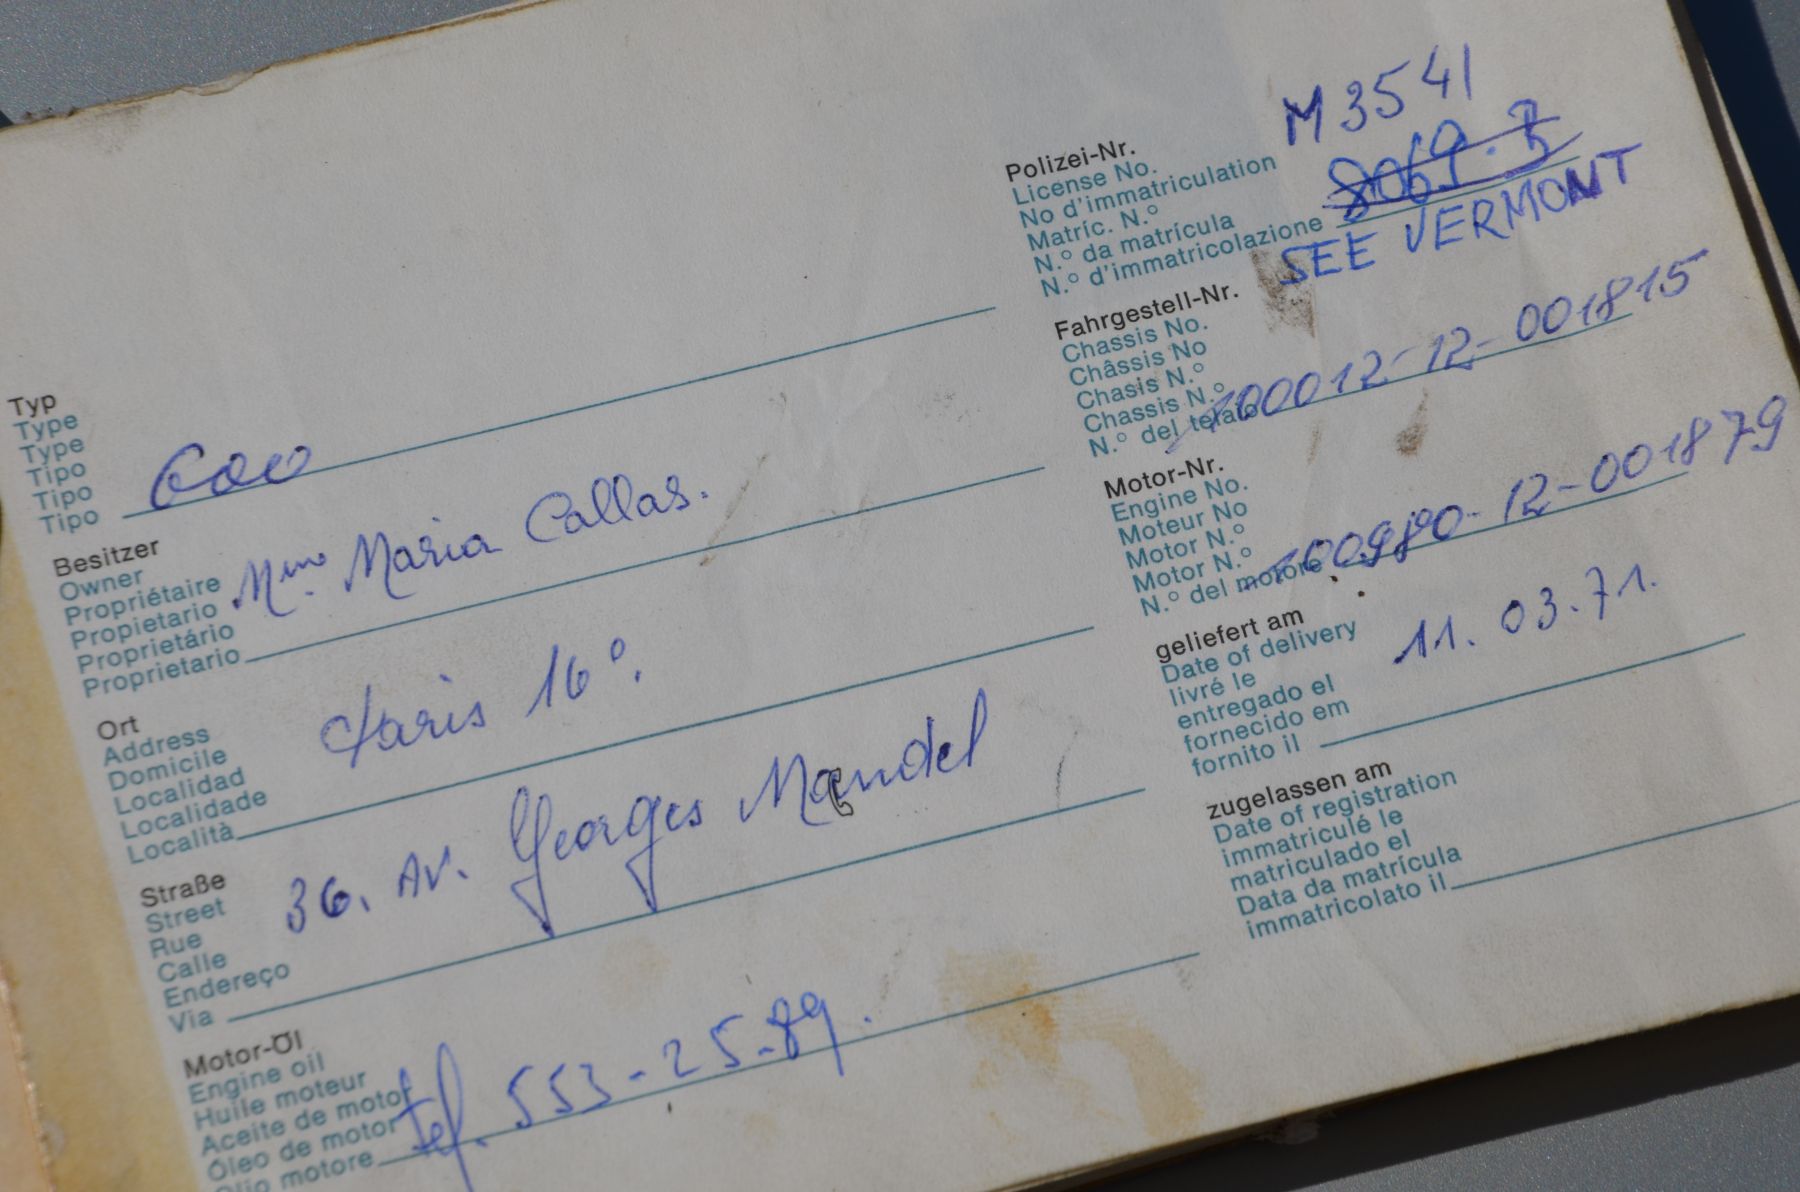 Typ
Type
Type
Tipo
Tipo
Tipo
600
Besitzer
Owner
Propriétaire
Propietario
Proprietário
Proprietario
Mme. Maria Callas.
Ort
Address
Domicile
Localidad
Localidade
Località
Paris 16°.
Straße
Street
Rue
Calle
Endereço
Via
36. Av. Georges Mandel
Motor-Öl
Engine oil
Huile moteur
Aceite de motor
Óleo de motor
Olio motore
Tel. 553-25-89.
Polizei-Nr.
License No.
No d'immatriculation
Matríc. N.º
N.º da matrícula
N.º d'immatricolazione
M 3541
8069.
SEE VERMONT
Fahrgestell-Nr.
Chassis No.
Châssis No
Chasis N.º
Chassis N.º
N.º del telaio
100012-12-001815
Motor-Nr.
Engine No.
Moteur No
Motor N.º
Motor N.º
N.º del motore
100980-12-001879
geliefert am
Date of delivery
livré le
entregado el
fornecido em
fornito il
11.03.71.
zugelassen am
Date of registration
immatriculé le
matriculado el
Data da matrícula
immatricolato il